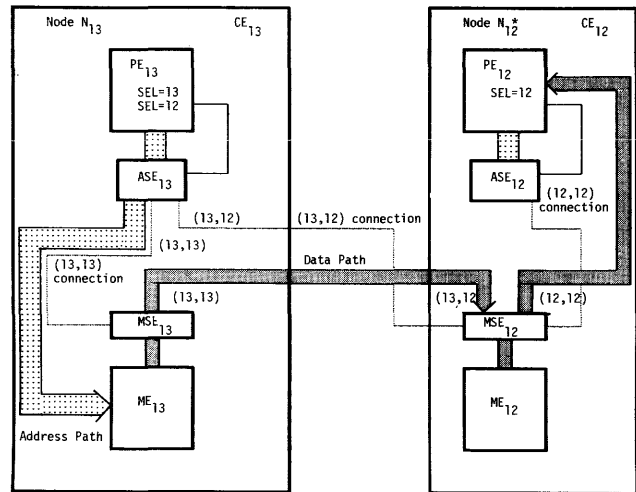 Node N13 CE13
PE13
SEL=13
SEL=12
ASE13
(13,12)
(13,13)
(13,13)
connection
(13,13)
MSE13
ME13
Address Path
(13,12) connection
Data Path
Node N*12 CE12
PE12
SEL=12
ASE12
(12,12)
connection
(13,12)
(12,12)
MSE12
ME12